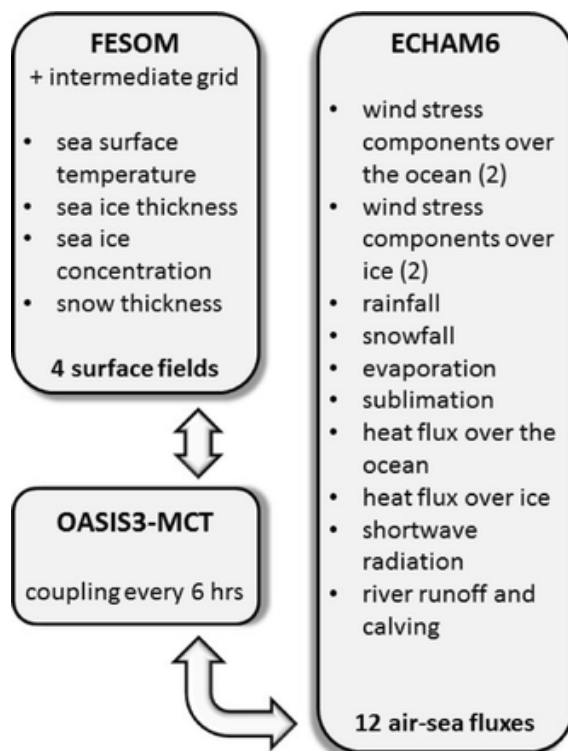 FESOM
+ intermediate grid
• sea surface
temperature
• sea ice thickness
• sea ice
concentration
• snow thickness
4 surface fields
OASIS3-MCT
coupling every 6 hrs
ECHAM6
• wind stress
components over
the ocean (2)
• wind stress
components over
ice (2)
• rainfall
• snowfall
• evaporation
• sublimation
• heat flux over the
ocean
• heat flux over ice
• shortwave
radiation
• river runoff and
calving
12 air-sea fluxes